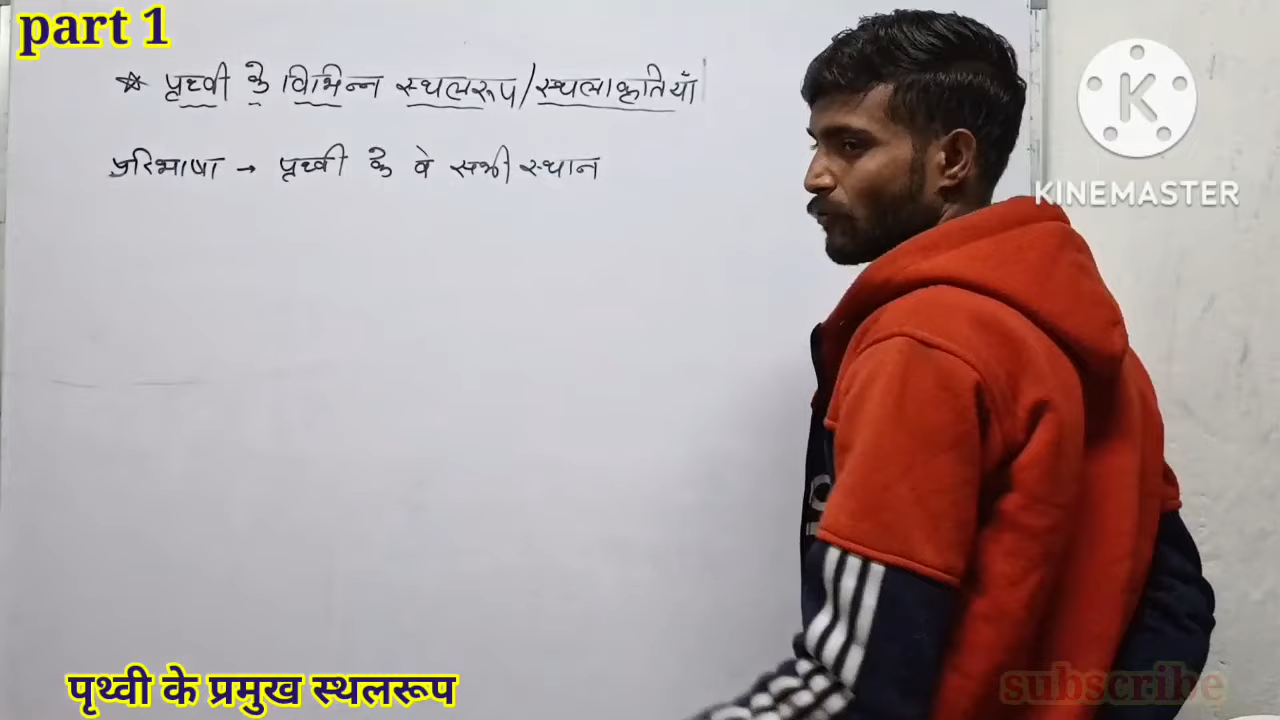 part 1
☆ पृथ्वी के विभिन्न स्थलरूप/स्थलाकृतियाँ
परिभाषा → पृथ्वी के वे सभी स्थान
K
KINEMASTER
पृथ्वी के प्रमुख स्थलरूप
subscribe